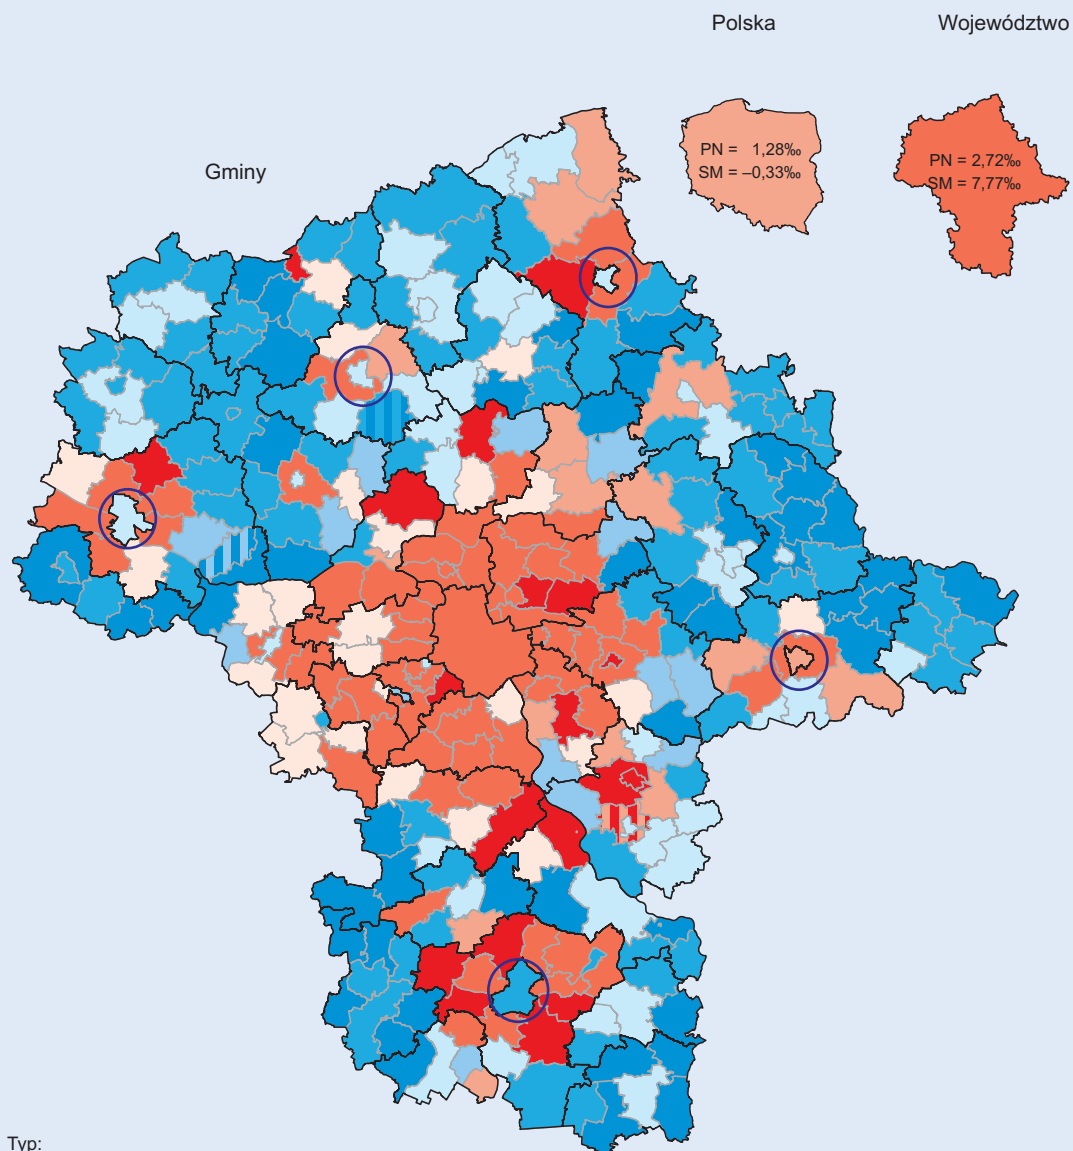 Polska
Województwo
PN = 1,28‰
SM = –0,33‰
PN = 2,72‰
SM = 7,77‰
Gminy
Typ: